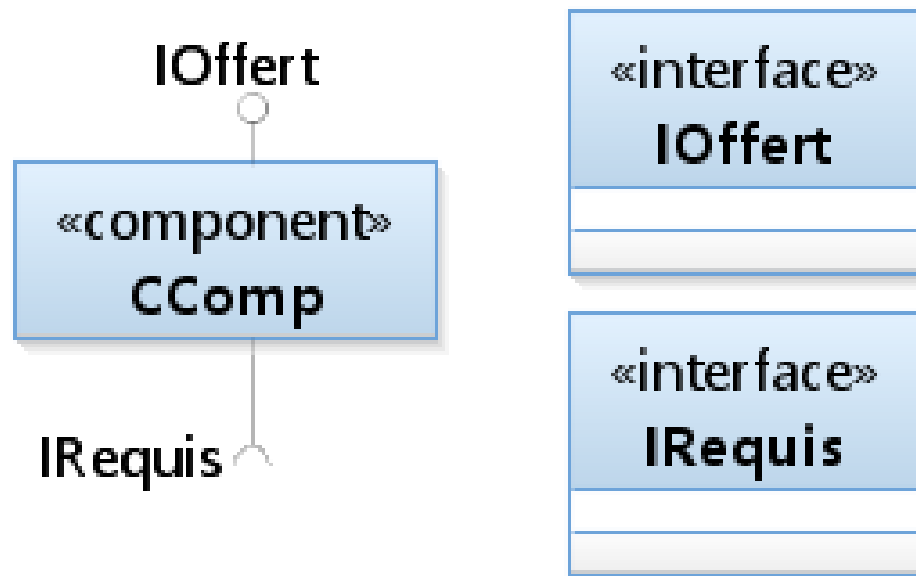 IOffert
«component»
CComp
IRequis
«interface»
IOffert
«interface»
IRequis